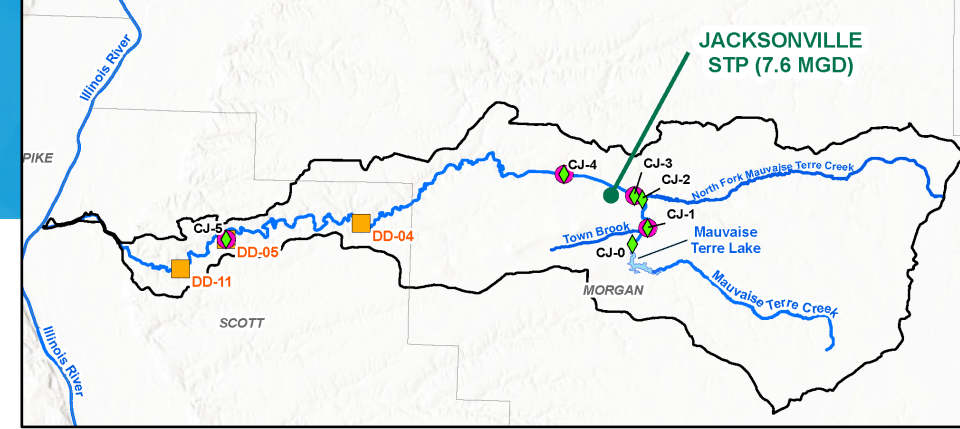 JACKSONVILLE
STP (7.6 MGD)
Illinois River
PIKE
CJ-4
CJ-3
CJ-2
North Fork Mauvaise Terre Creek
CJ-1
Town Brook
Mauvaise
Terre Lake
CJ-0
CJ-5
DD-04
DD-05
DD-11
MORGAN
Mauvaise Terre Creek
SCOTT
Illinois River